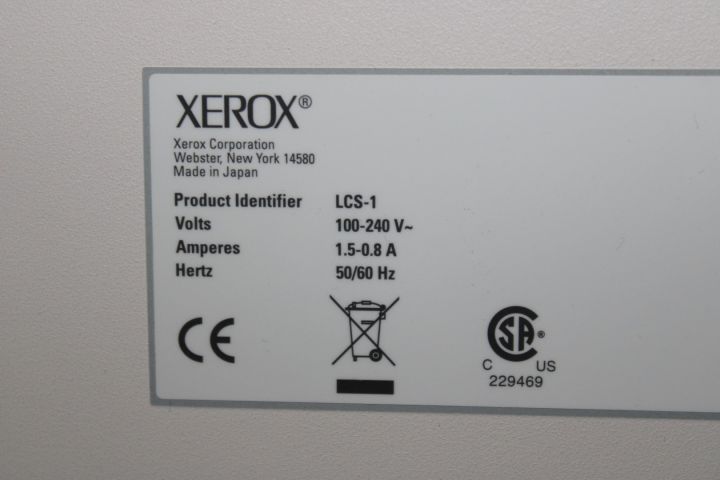 XEROX®
Xerox Corporation
Webster, New York 14580
Made in Japan
Product Identifier LCS-1
Volts 100-240 V~
Amperes 1.5-0.8 A
Hertz 50/60 Hz
CE
CSA®
C US
229469